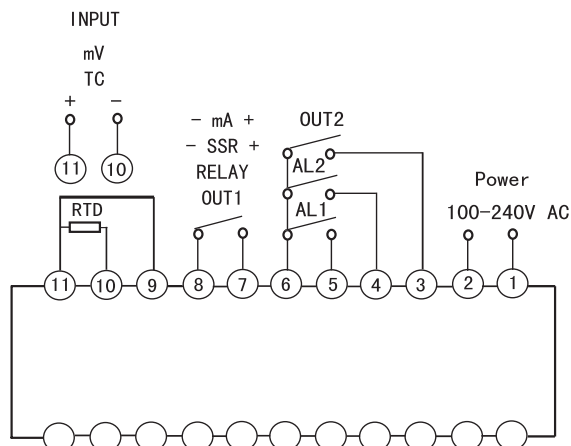 INPUT
mV
TC
+ −
11 10
− mA +
− SSR +
RELAY
OUT1
OUT2
AL2
AL1
Power
100-240V AC
RTD
11 10 9 8 7 6 5 4 3 2 1